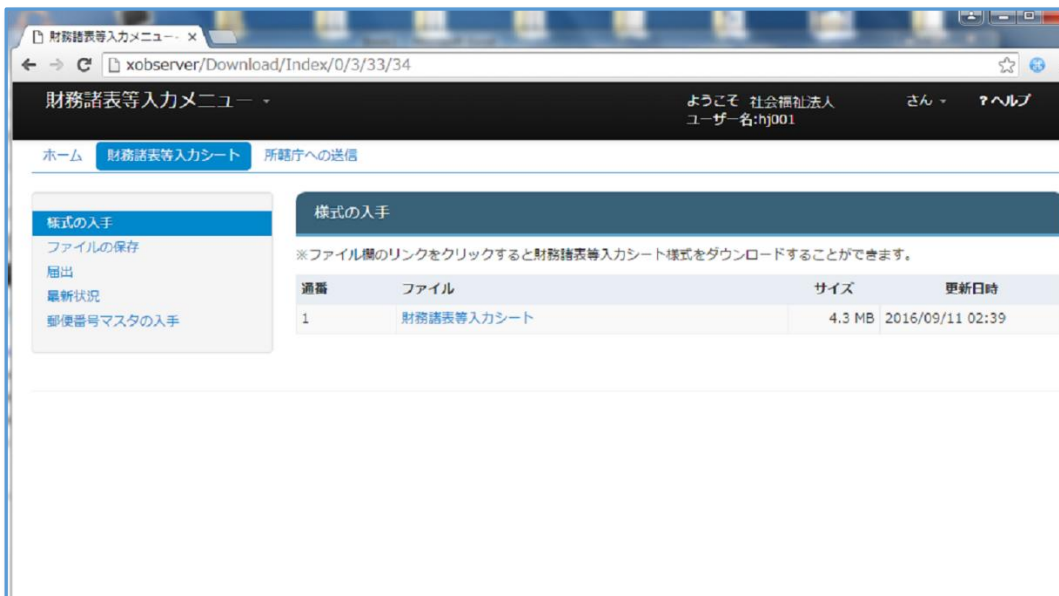 財務諸表等入力メニュー -
xobserver/Download/Index/0/3/33/34
財務諸表等入力メニュー
ようこそ 社会福祉法人 さん
?ヘルプ
ユーザー名:hj001
ホーム 財務諸表等入力シート 所轄庁への送信
様式の入手
ファイルの保存
届出
最新状況
郵便番号マスタの入手
様式の入手
※ファイル欄のリンクをクリックすると財務諸表等入力シート様式をダウンロードすることができます。
通番 ファイル サイズ 更新日時
1 財務諸表等入力シート 4.3 MB 2016/09/11 02:39